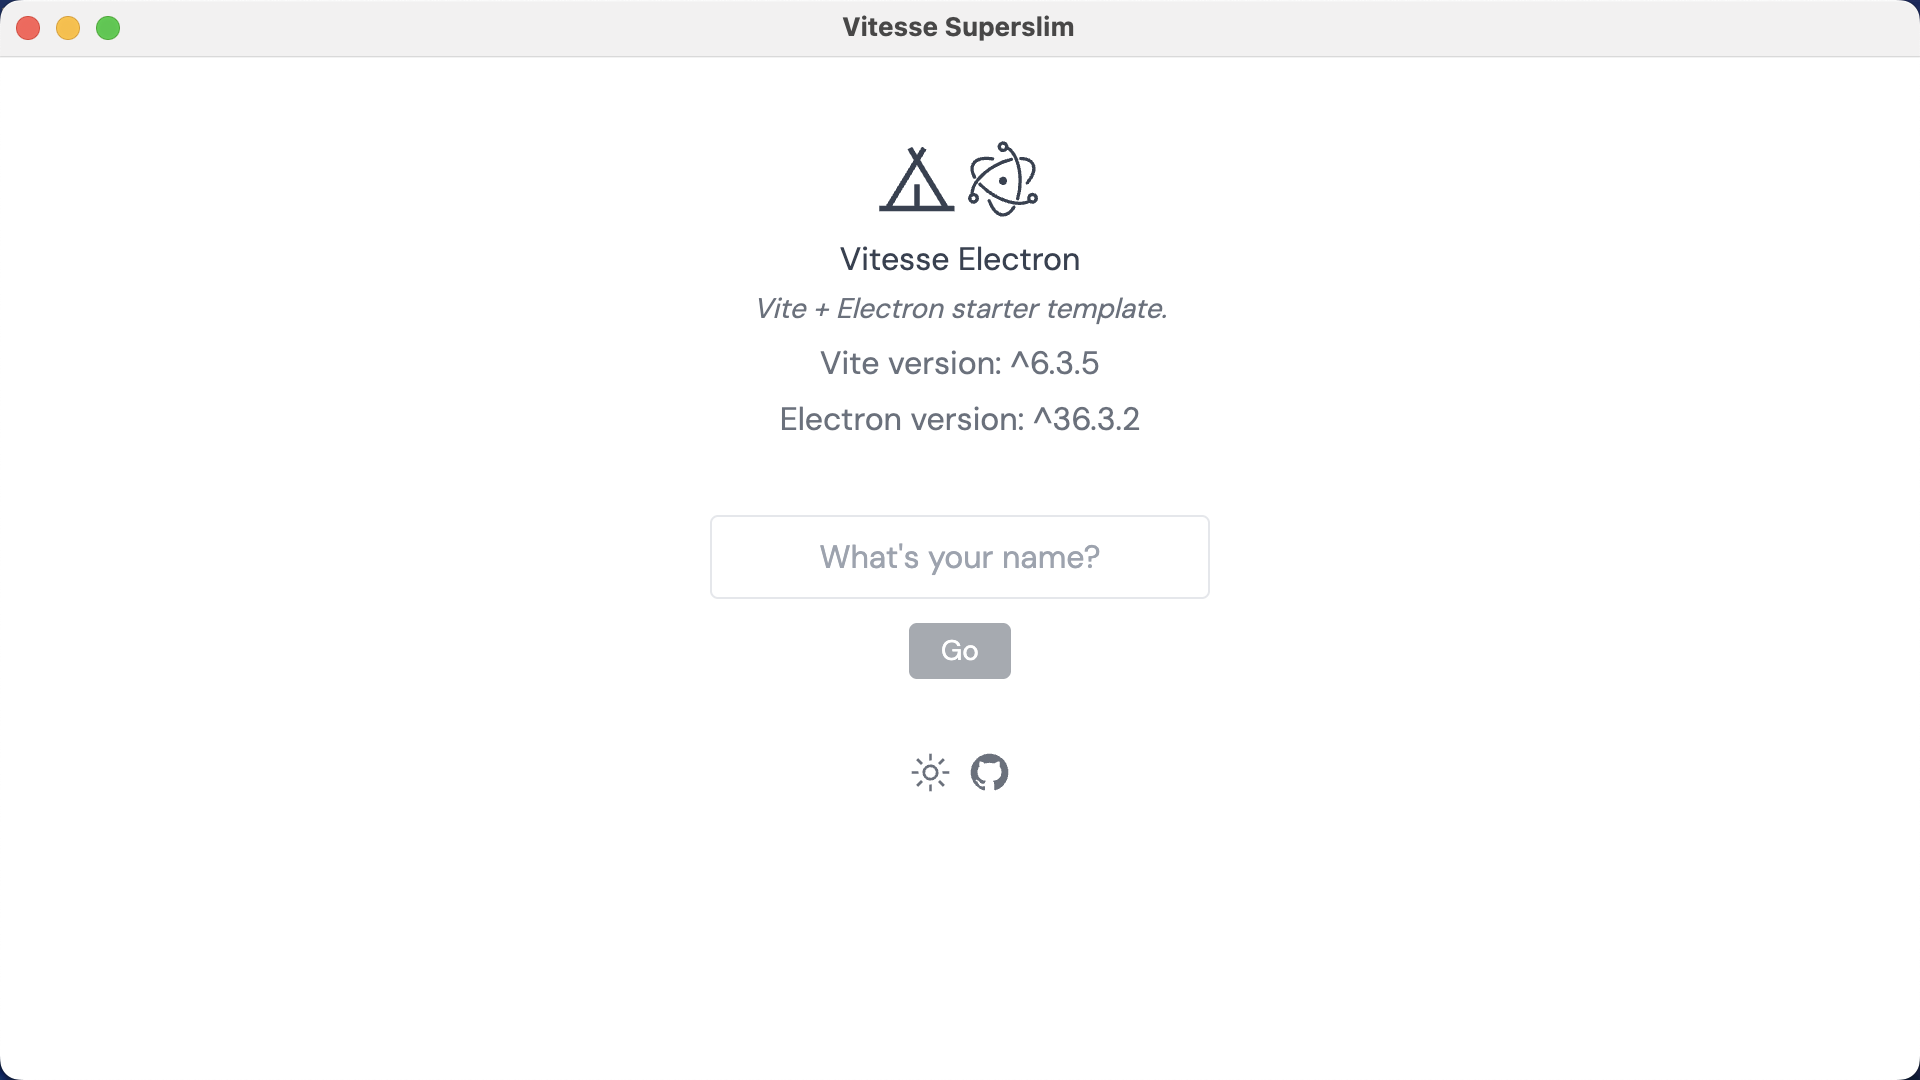 Vitesse Superslim
Vitesse Electron
Vite + Electron starter template.
Vite version: ^6.3.5
Electron version: ^36.3.2
What's your name?
Go